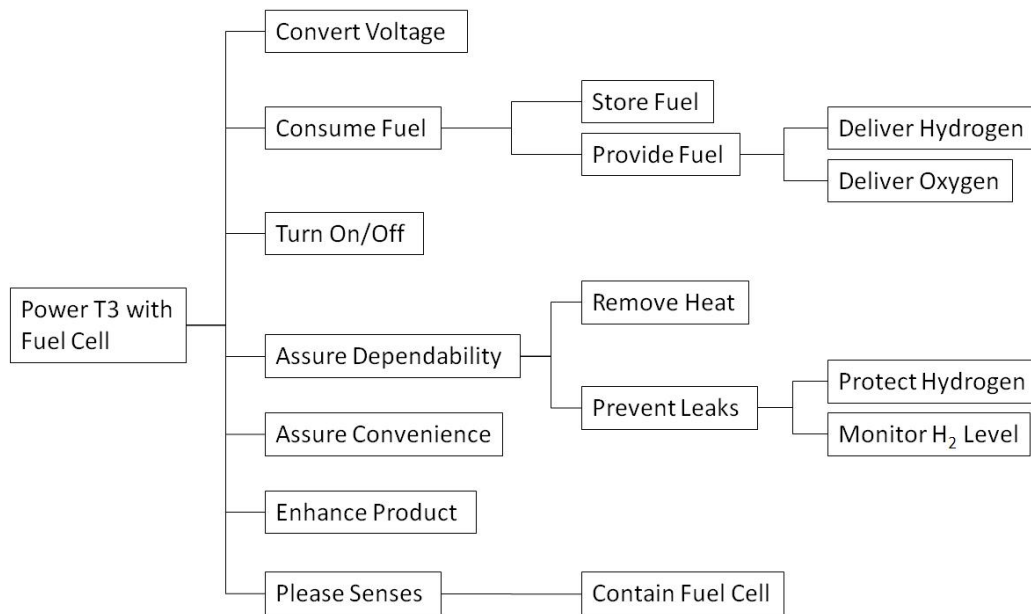 Convert Voltage
Store Fuel
Consume Fuel
Deliver Hydrogen
Provide Fuel
Deliver Oxygen
Turn On/Off
Power T3 with
Fuel Cell
Remove Heat
Assure Dependability
Protect Hydrogen
Prevent Leaks
Monitor H₂ Level
Assure Convenience
Enhance Product
Please Senses
Contain Fuel Cell